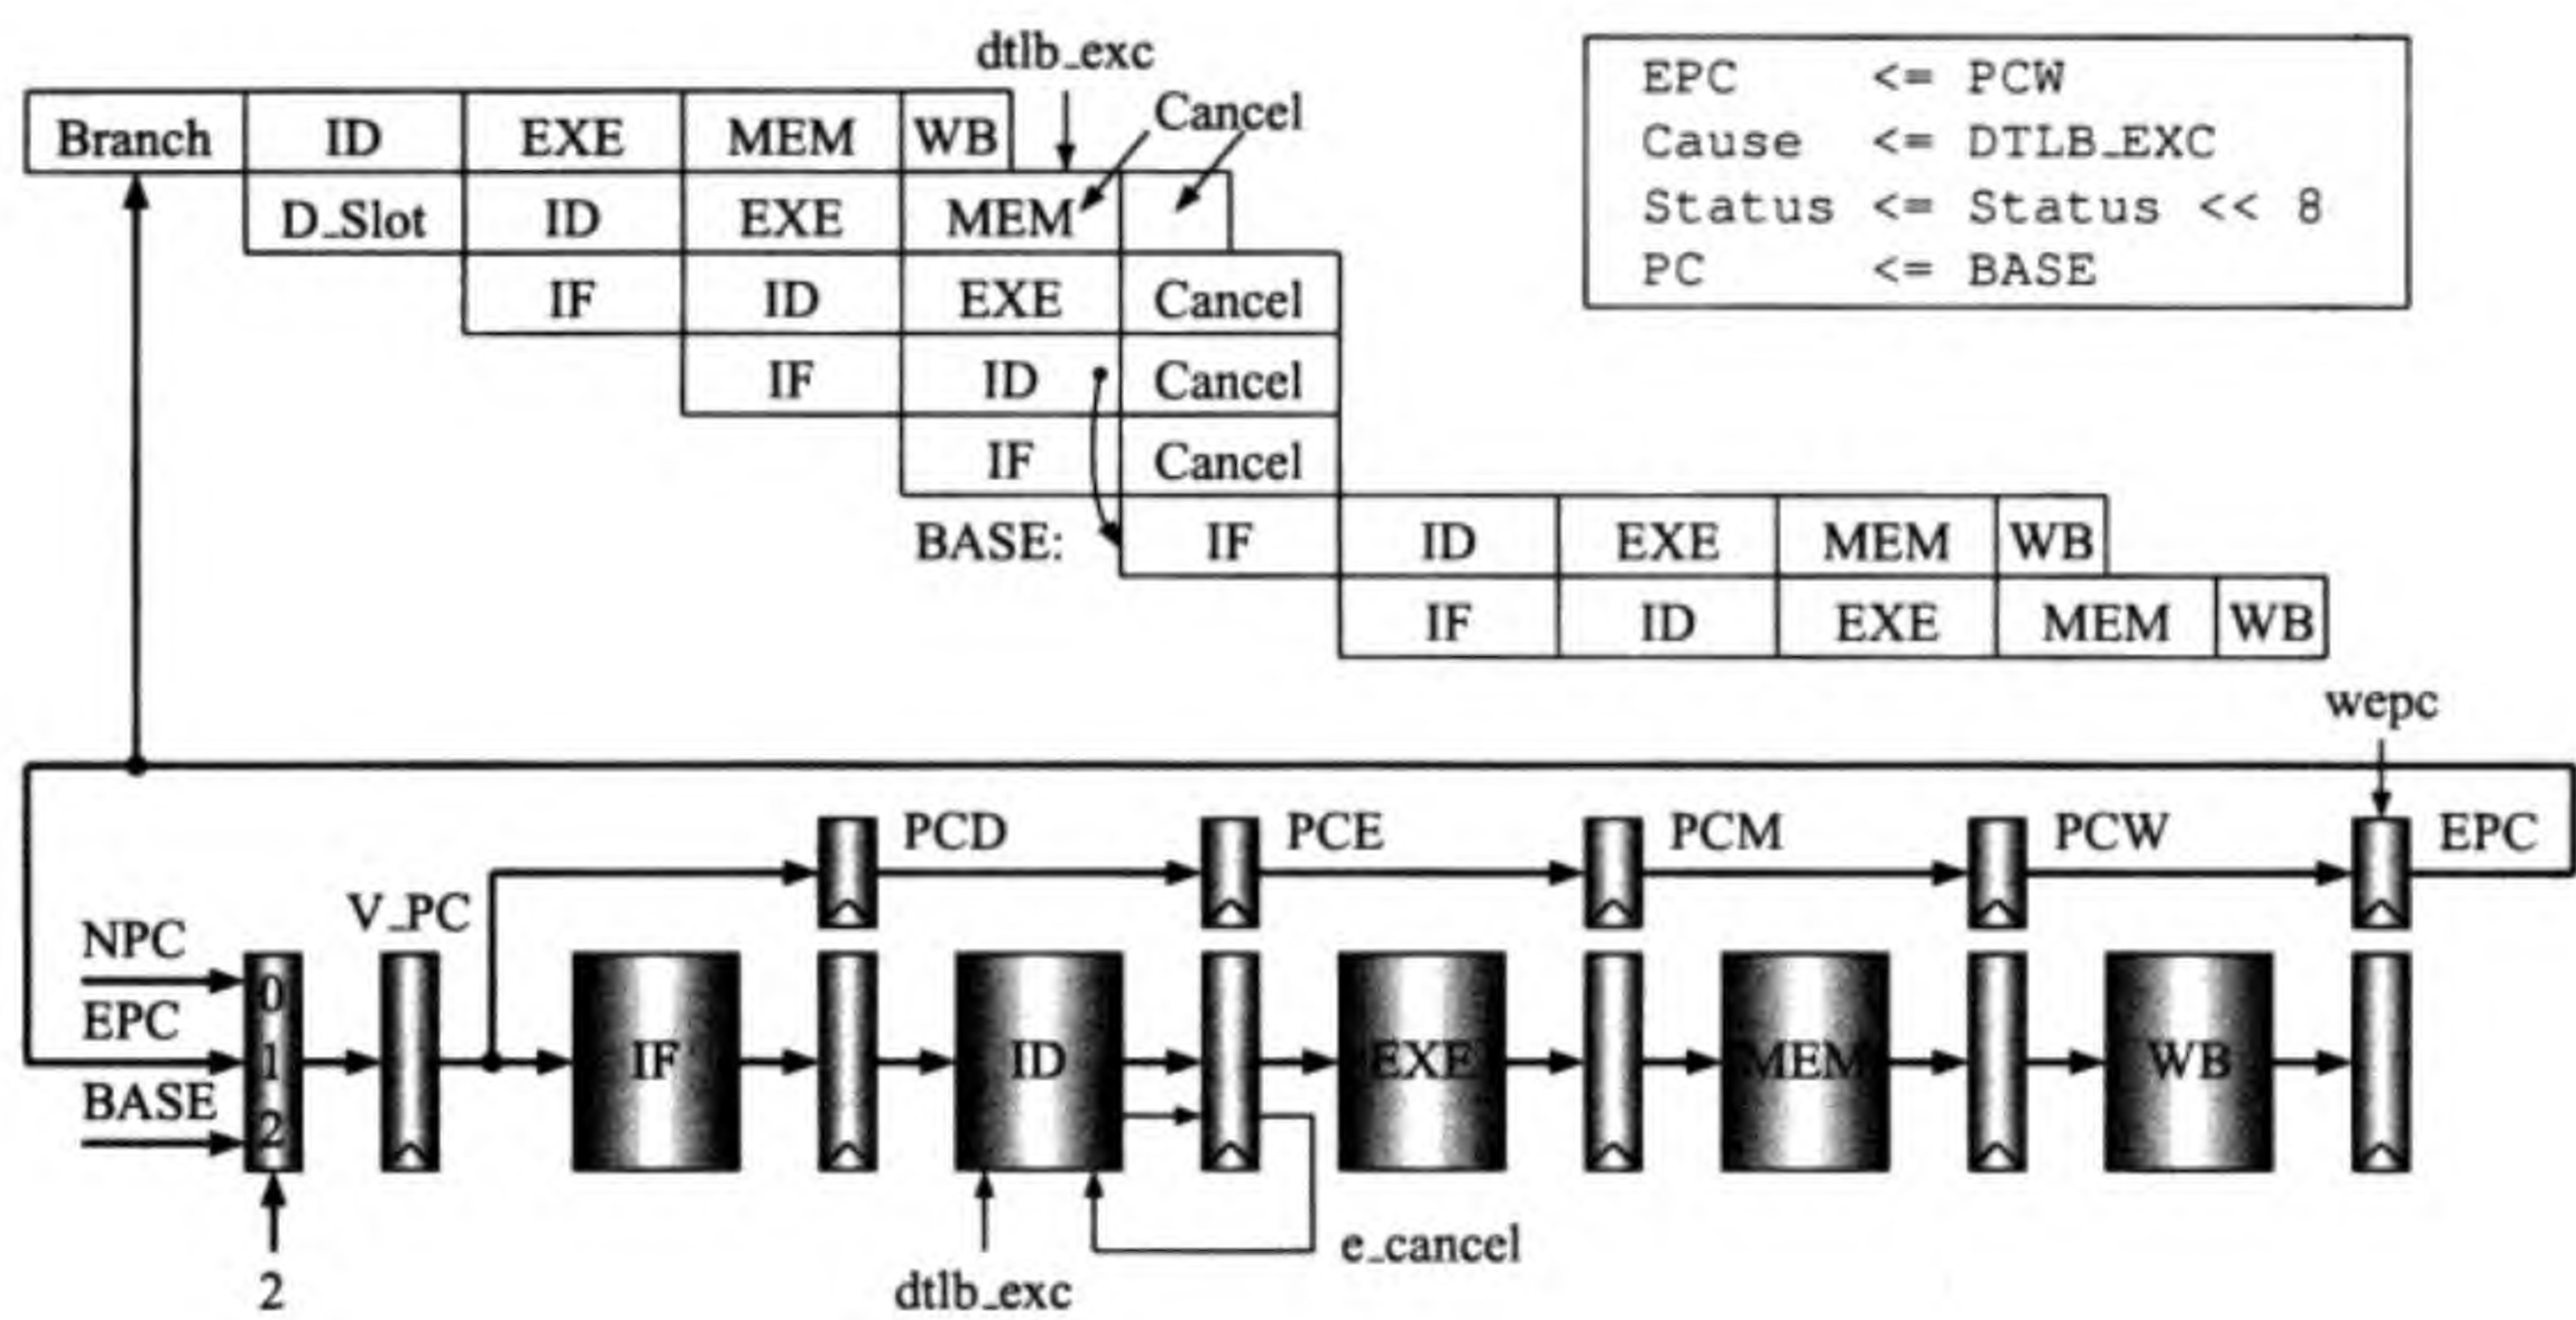 dtlb_exc
Cancel
Branch ID EXE MEM WB
D_Slot ID EXE MEM
IF ID EXE Cancel
IF ID Cancel
IF Cancel
BASE: IF ID EXE MEM WB
IF ID EXE MEM WB
EPC <= PCW
Cause <= DTLB_EXC
Status <= Status << 8
PC <= BASE
wepc
PCD PCE PCM PCW EPC
V_PC
NPC
EPC
BASE
0
1
2
IF ID EXE MEM WB
2
dtlb_exc
e_cancel